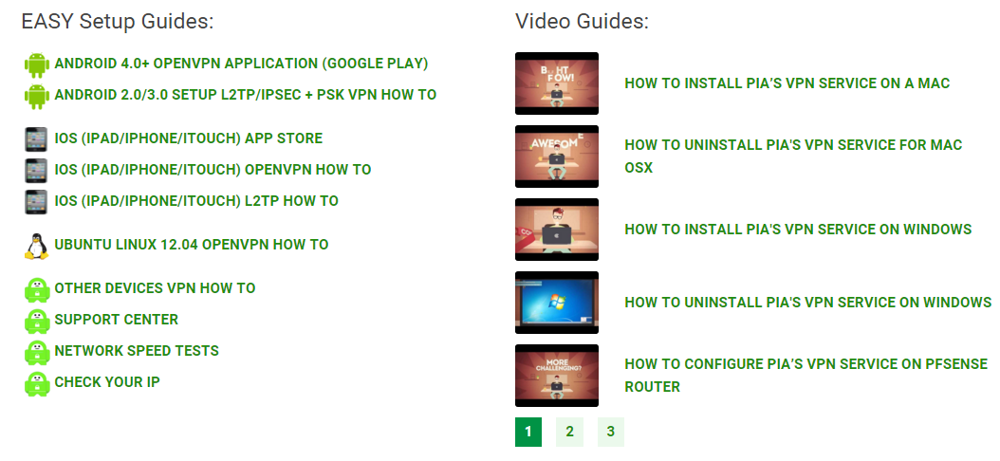 EASY Setup Guides:
ANDROID 4.0+ OPENVPN APPLICATION (GOOGLE PLAY)
ANDROID 2.0/3.0 SETUP L2TP/IPSEC + PSK VPN HOW TO
IOS (IPAD/IPHONE/ITOUCH) APP STORE
IOS (IPAD/IPHONE/ITOUCH) OPENVPN HOW TO
IOS (IPAD/IPHONE/ITOUCH) L2TP HOW TO
UBUNTU LINUX 12.04 OPENVPN HOW TO
OTHER DEVICES VPN HOW TO
SUPPORT CENTER
NETWORK SPEED TESTS
CHECK YOUR IP
Video Guides:
HOW TO INSTALL PIA'S VPN SERVICE ON A MAC
AWESOME
HOW TO UNINSTALL PIA'S VPN SERVICE FOR MAC
OSX
HOW TO INSTALL PIA'S VPN SERVICE ON WINDOWS
HOW TO UNINSTALL PIA'S VPN SERVICE ON WINDOWS
MORE
CHALLENGING?
HOW TO CONFIGURE PIA'S VPN SERVICE ON PFSENSE
ROUTER
1 2 3